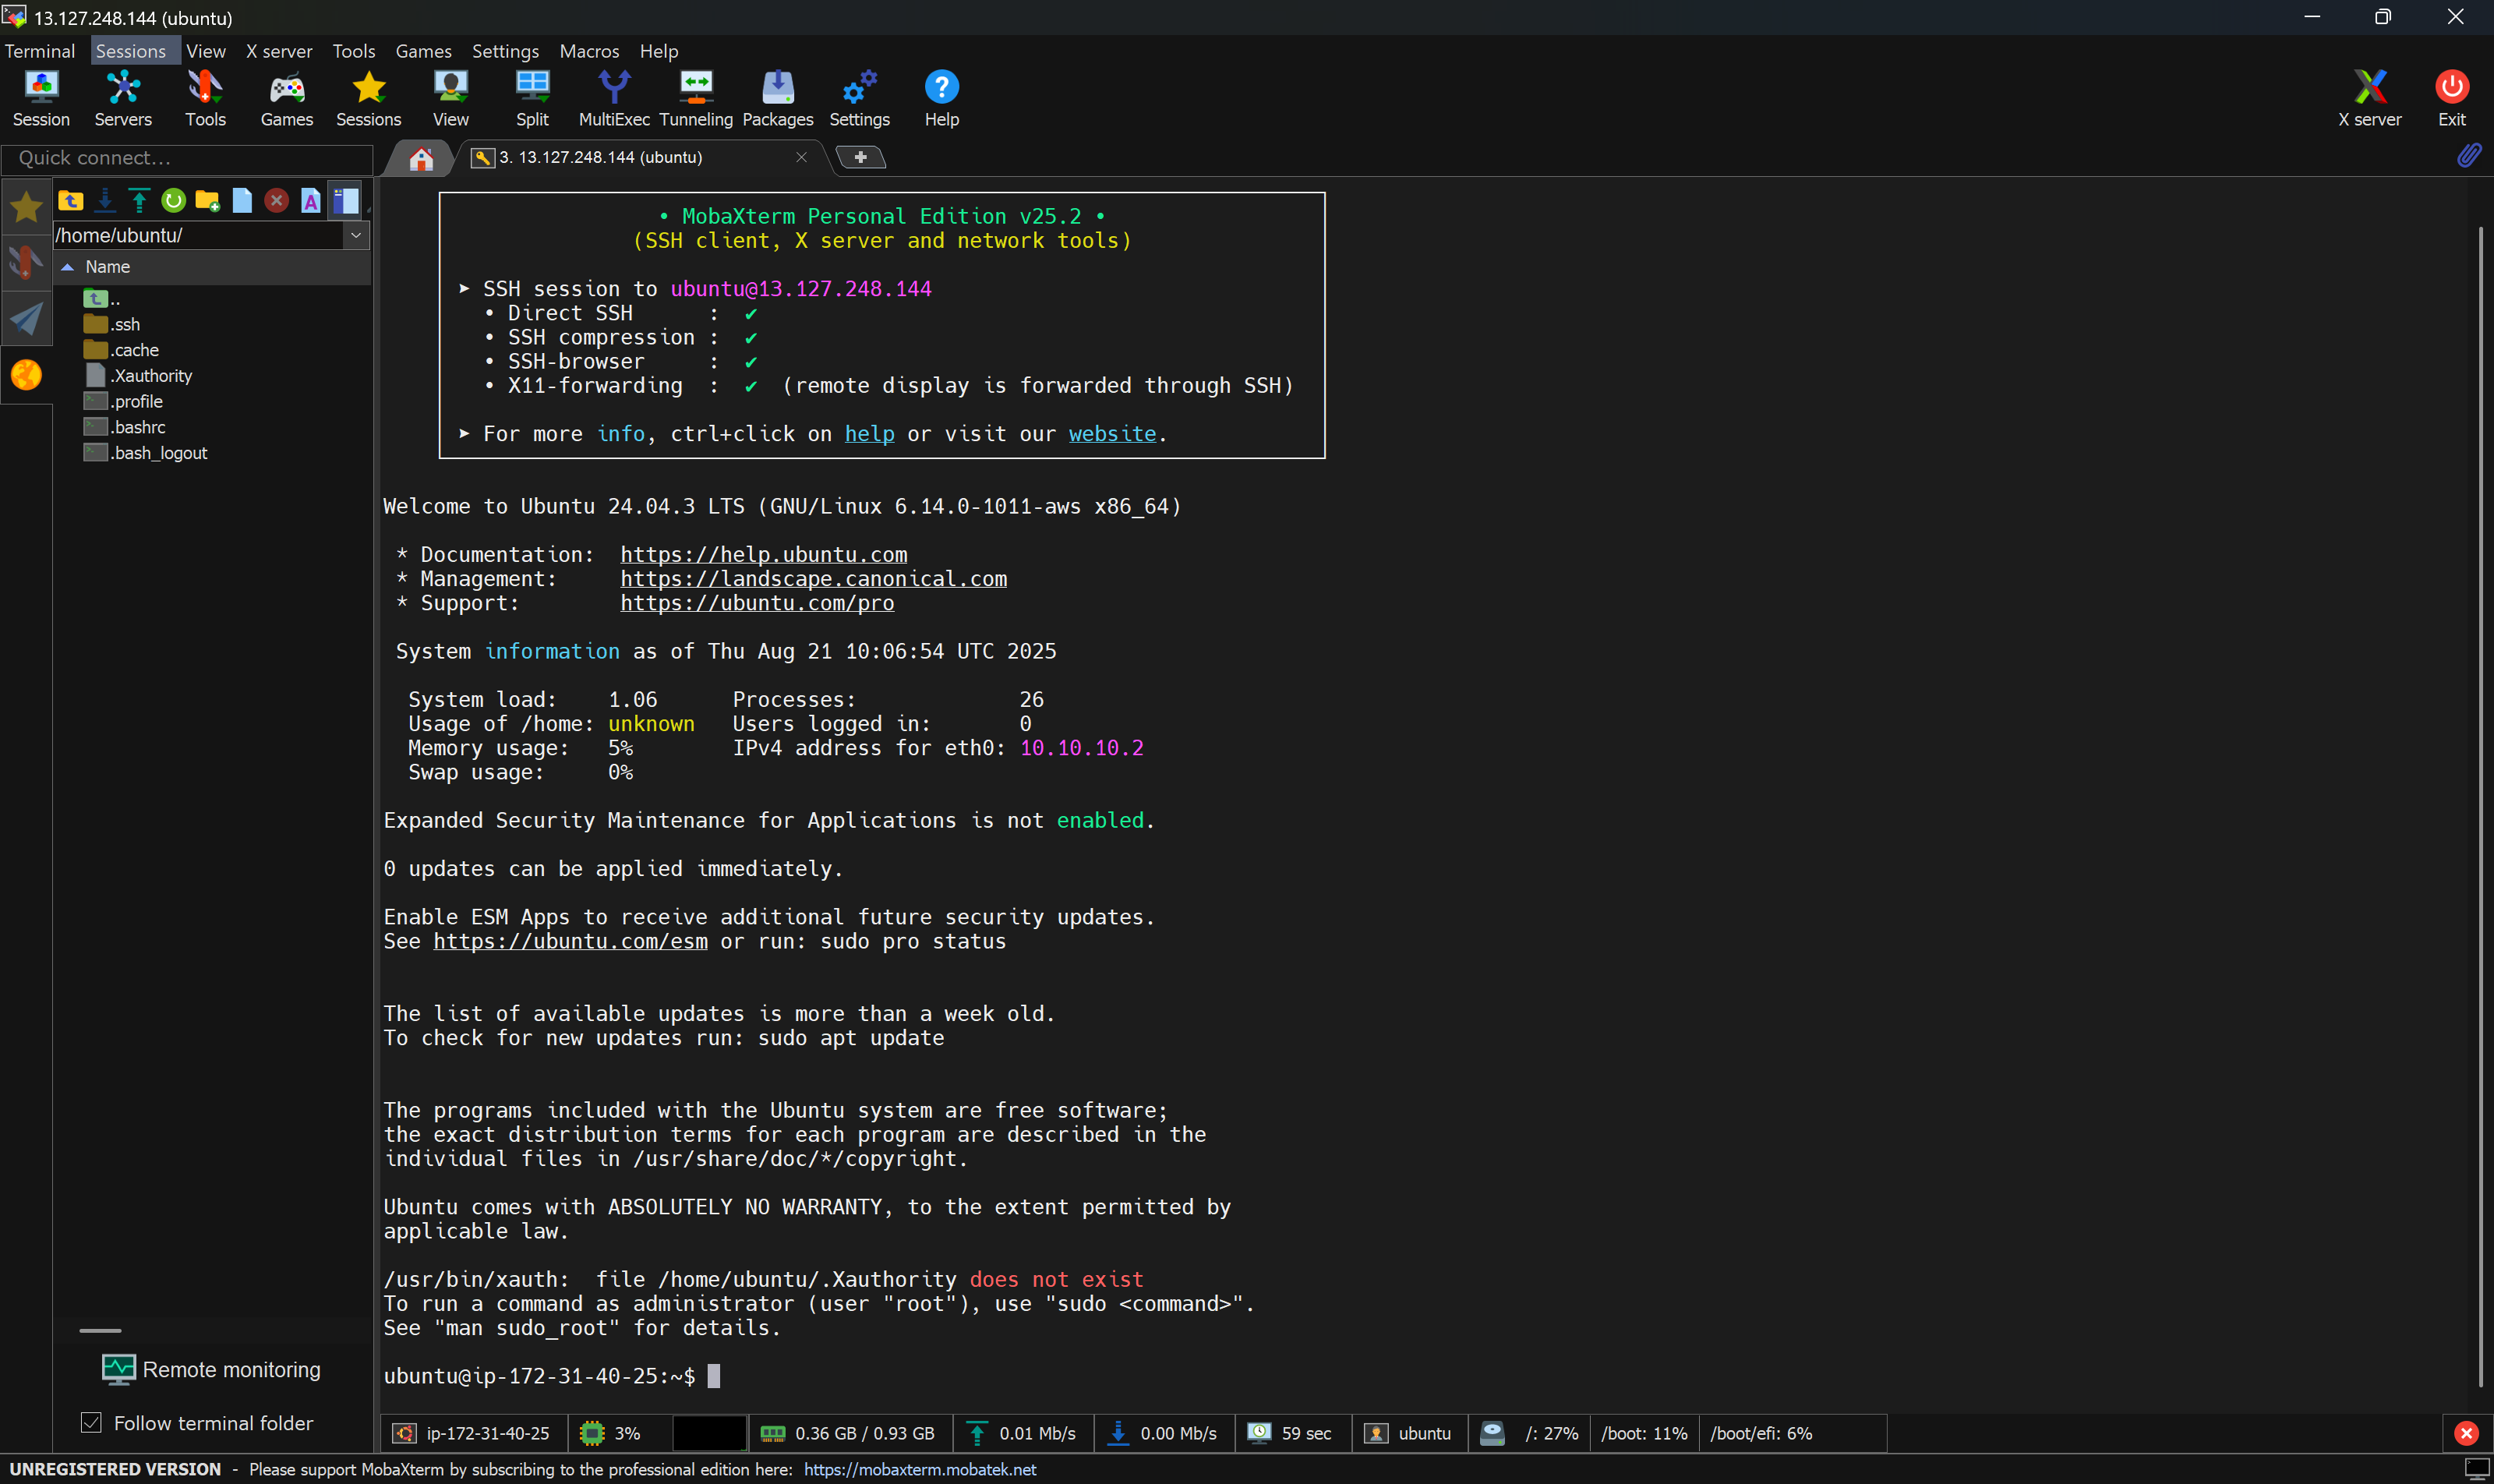 13.127.248.144 (ubuntu)
Terminal Sessions View X server Tools Games Settings Macros Help
Session Servers Tools Games Sessions View Split MultiExec Tunneling Packages Settings Help X server Exit
Quick connect...
3. 13.127.248.144 (ubuntu)
/home/ubuntu/
Name
..
.ssh
.cache
.Xauthority
.profile
.bashrc
.bash_logout
• MobaXterm Personal Edition v25.2 •
(SSH client, X server and network tools)
➤ SSH session to ubuntu@13.127.248.144
• Direct SSH : ✔
• SSH compression : ✔
• SSH-browser : ✔
• X11-forwarding : ✔ (remote display is forwarded through SSH)
➤ For more info, ctrl+click on help or visit our website.
Welcome to Ubuntu 24.04.3 LTS (GNU/Linux 6.14.0-1011-aws x86_64)
* Documentation: https://help.ubuntu.com
* Management: https://landscape.canonical.com
* Support: https://ubuntu.com/pro
System information as of Thu Aug 21 10:06:54 UTC 2025
System load: 1.06 Processes: 26
Usage of /home: unknown Users logged in: 0
Memory usage: 5% IPv4 address for eth0: 10.10.10.2
Swap usage: 0%
Expanded Security Maintenance for Applications is not enabled.
0 updates can be applied immediately.
Enable ESM Apps to receive additional future security updates.
See https://ubuntu.com/esm or run: sudo pro status
The list of available updates is more than a week old.
To check for new updates run: sudo apt update
The programs included with the Ubuntu system are free software;
the exact distribution terms for each program are described in the
individual files in /usr/share/doc/*/copyright.
Ubuntu comes with ABSOLUTELY NO WARRANTY, to the extent permitted by
applicable law.
/usr/bin/xauth: file /home/ubuntu/.Xauthority does not exist
To run a command as administrator (user "root"), use "sudo <command>".
See "man sudo_root" for details.
ubuntu@ip-172-31-40-25:~$
Remote monitoring
Follow terminal folder
ip-172-31-40-25 3% 0.36 GB / 0.93 GB 0.01 Mb/s 0.00 Mb/s 59 sec ubuntu /: 27% /boot: 11% /boot/efi: 6%
UNREGISTERED VERSION - Please support MobaXterm by subscribing to the professional edition here: https://mobaxterm.mobatek.net